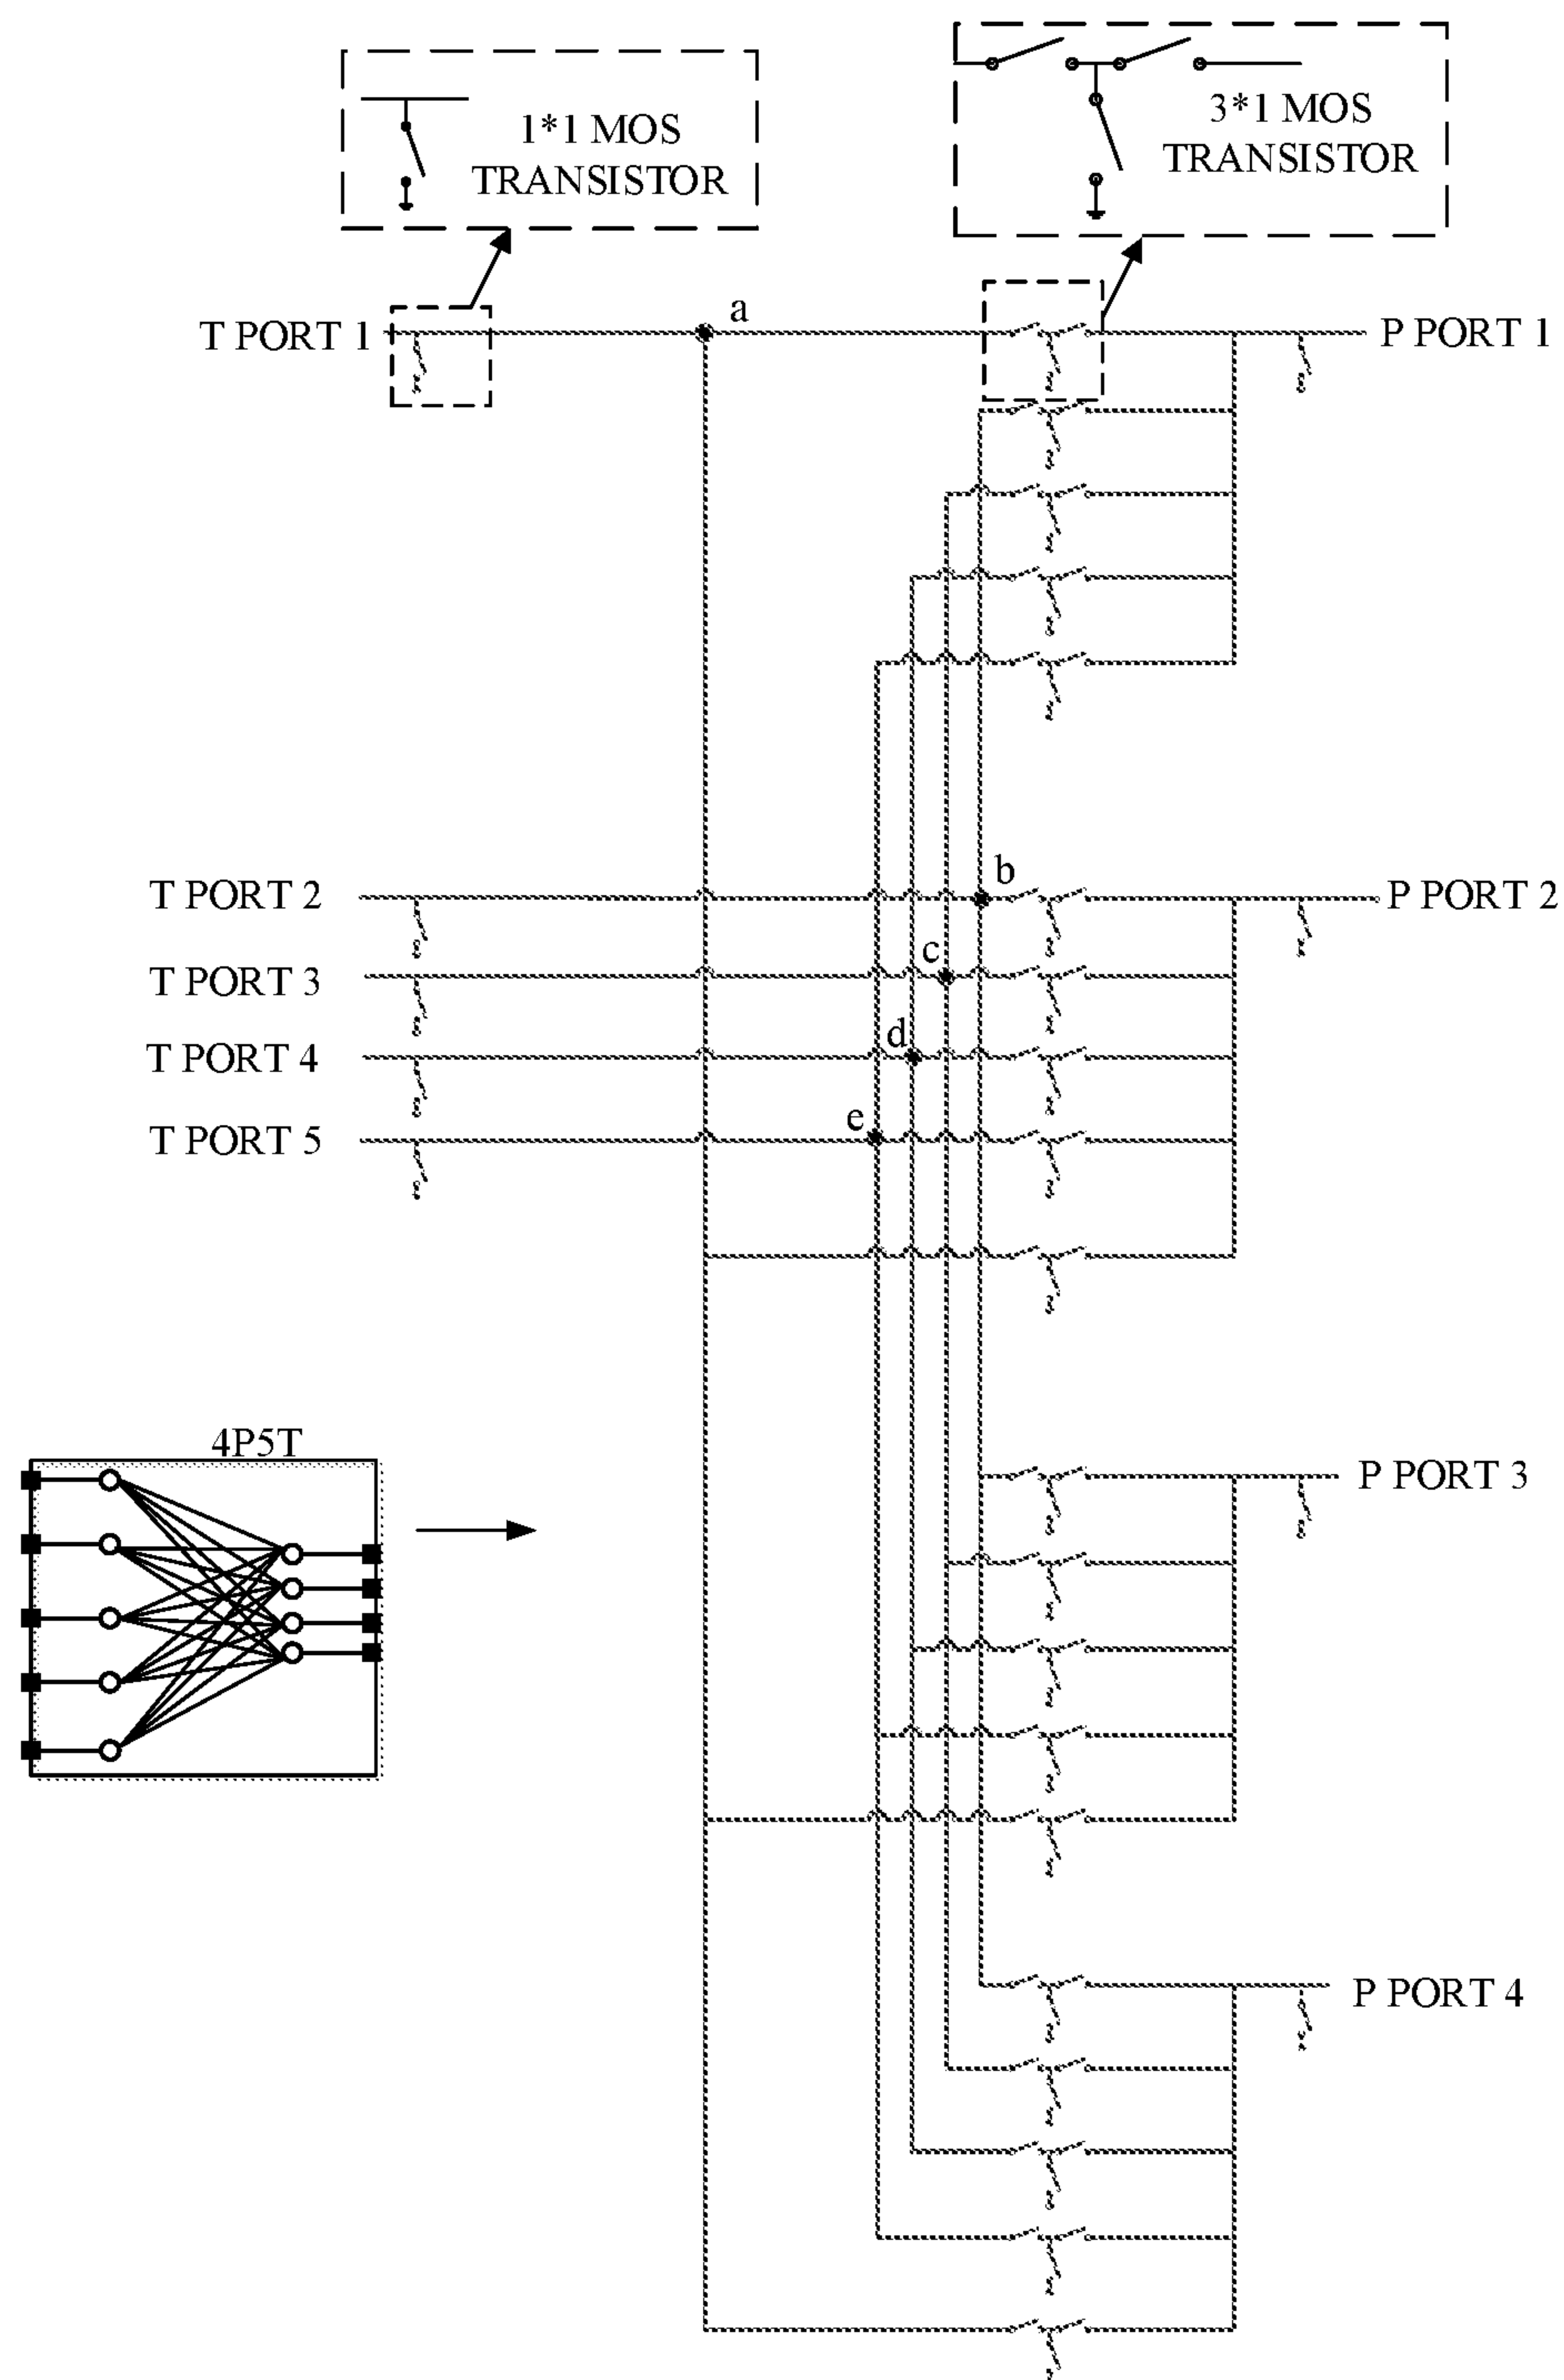 1*1 MOS
TRANSISTOR
3*1 MOS
TRANSISTOR
T PORT 1
a
P PORT 1
T PORT 2
b
P PORT 2
T PORT 3
c
T PORT 4
d
T PORT 5
e
4P5T
P PORT 3
P PORT 4